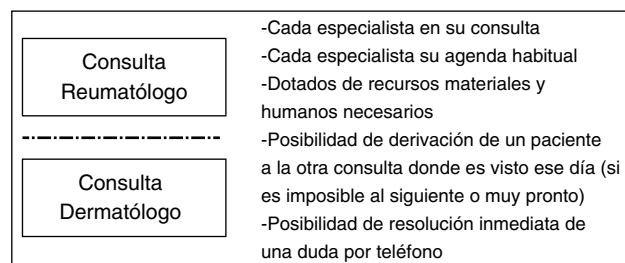 Consulta
Reumatólogo
Consulta
Dermatólogo
-Cada especialista en su consulta
-Cada especialista su agenda habitual
-Dotados de recursos materiales y
humanos necesarios
-Posibilidad de derivación de un paciente
a la otra consulta donde es visto ese día (si
es imposible al siguiente o muy pronto)
-Posibilidad de resolución inmediata de
una duda por teléfono